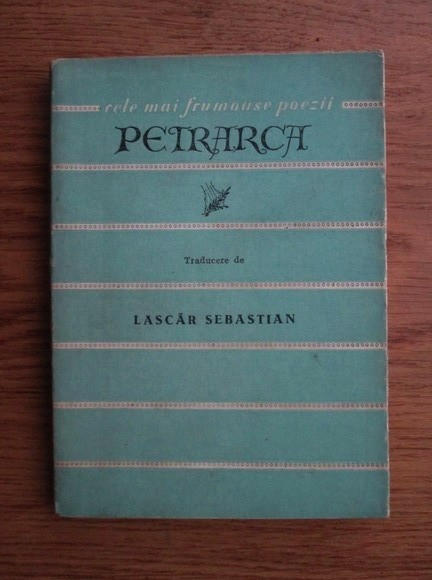 cele mai frumoase poezii
PETRARCA
Traducere de
LASCĂR SEBASTIAN